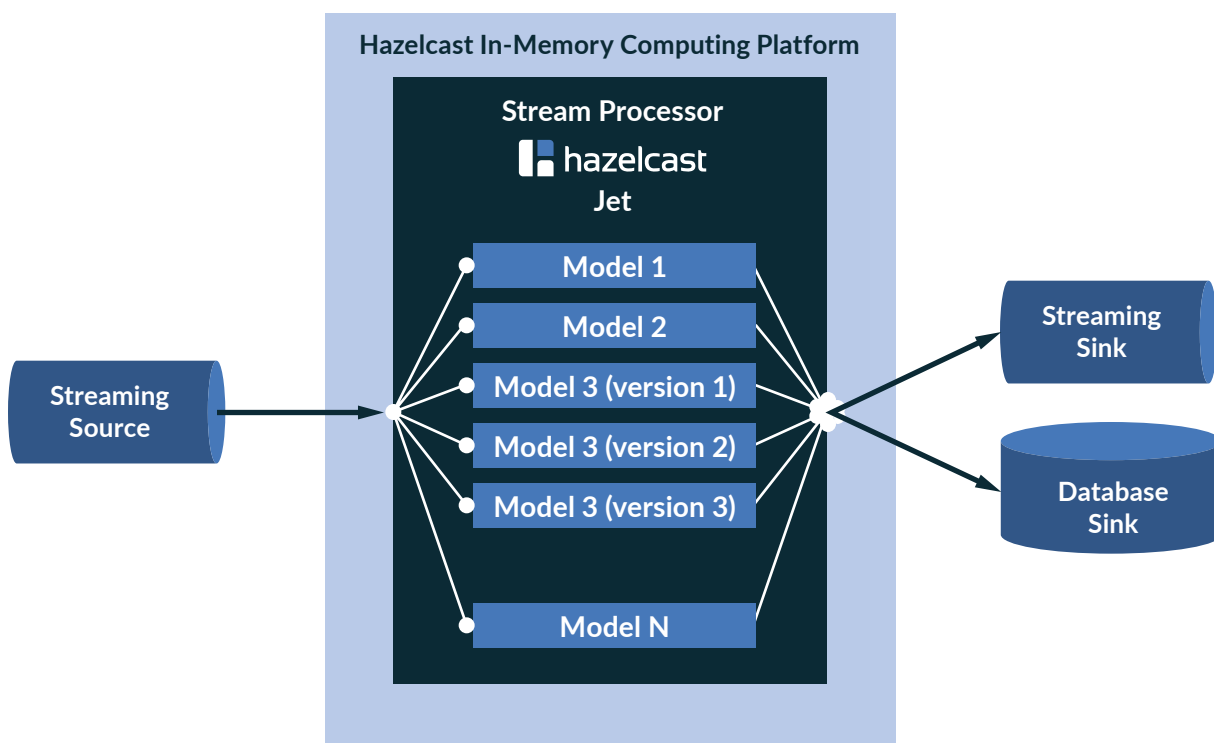 Hazelcast In-Memory Computing Platform
Stream Processor
hazelcast
Jet
Model 1
Model 2
Model 3 (version 1)
Model 3 (version 2)
Model 3 (version 3)
Model N
Streaming
Source
Streaming
Sink
Database
Sink